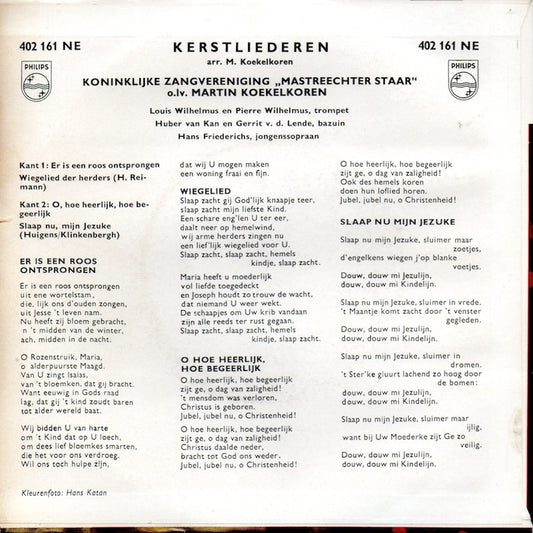 402 161 NE
KERSTLIEDEREN
402 161 NE
arr. M. Koekelkoren
PHILIPS
PHILIPS
KONINKLIJKE ZANGVERENIGING „MASTREECHTER STAAR"
o.l.v. MARTIN KOEKELKOREN
Louis Wilhelmus en Pierre Wilhelmus, trompet
Huber van Kan en Gerrit v. d. Lende, bazuin
Hans Friederichs, jongenssopraan
Kant 1: Er is een roos ontsprongen
Wiegelied der herders (H. Rei-
mann)
Kant 2: O, hoe heerlijk, hoe be-
geerlijk
Slaap nu, mijn Jezuke
(Huigens/Klinkenbergh)
ER IS EEN ROOS
ONTSPRONGEN
Er is een roos ontsprongen
uit ene wortelstam,
die, lijk ons d'ouden zongen,
uit Jesse 't leven nam.
Nu heeft zij bloem gebracht,
in 't midden van de winter,
ach, midden in de nacht.
O Rozenstruik, Maria,
o alderpuurste Maagd.
Van U zingt Isaias,
van 't bloemken, dat gij bracht.
Want eeuwig in Gods raad
lag, dat gij 't kind zoudt baren
tot alder wereld baat.
Wij bidden U van harte
om 't Kind dat op U loech,
om dees lief bloemkes smarten,
die het voor ons verdroeg.
Wil ons toch hulpe zijn,
dat wij U mogen maken
een woning fraai en fijn.
WIEGELIED
Slaap zacht gij God'lijk knaapje teer,
slaap zacht mijn liefste Kind.
Een schare eng'len U ter eer,
daalt neer op hemelwind,
wij arme herders zingen nu
een lief'lijk wiegelied voor U.
Slaap zacht, slaap zacht, hemels
kindje, slaap zacht.
Maria heeft u moederlijk
vol liefde toegedeckt
en Joseph houdt zo trouw de wacht,
dat niemand U weer wekt.
De schaapjes om Uw krib vandaan
zijn alle reeds ter rust gegaan.
Slaap zacht, slaap zacht, hemels
kindje, slaap zacht.
O HOE HEERLIJK,
HOE BEGEERLIJK
O hoe heerlijk, hoe begeerlijk
zijt ge, o dag van zaligheid!
't mensdom was verloren,
Christus is geboren.
Jubel, jubel nu, o Christenheid!
O hoe heerlijk, hoe begeerlijk
zijt ge, o dag van zaligheid!
Christus daalde neder,
bracht tot God ons weder.
Jubel, jubel nu, o Christenheid!
O hoe heerlijk, hoe begeerlijk
zijt ge, o dag van zaligheid!
Ook des hemels koren
doen hun loflied horen.
Jubel, jubel nu, o Christenheid!
SLAAP NU MIJN JEZUKE
Slaap nu mijn Jezuke, sluimer maar
zoetjes,
d'engelkens wiegen j'op blanke
voetjes.
Douw, douw mi Jezulijn,
douw, douw mi Kindelijn.
Slaap nu mijn Jezuke, sluimer in vrede.
't Maantje komt zacht door 't venster
gegleden.
Douw, douw mi Jezulijn,
douw, douw mi Kindelijn.
Slaap nu mijn Jezuke, sluimer in
dromen.
't Ster'ke gluurt lachend zo hoog door
de bomen:
douw, douw mi Jezulijn,
douw, douw mi Kindelijn.
Slaap nu mijn Jezuke, sluimer maar
ijlig,
want bij Uw Moederke zijt Ge zo
veilig.
Douw, douw mi Jezulijn,
douw, douw mi Kindelijn.
Kleurenfoto: Hans Katan